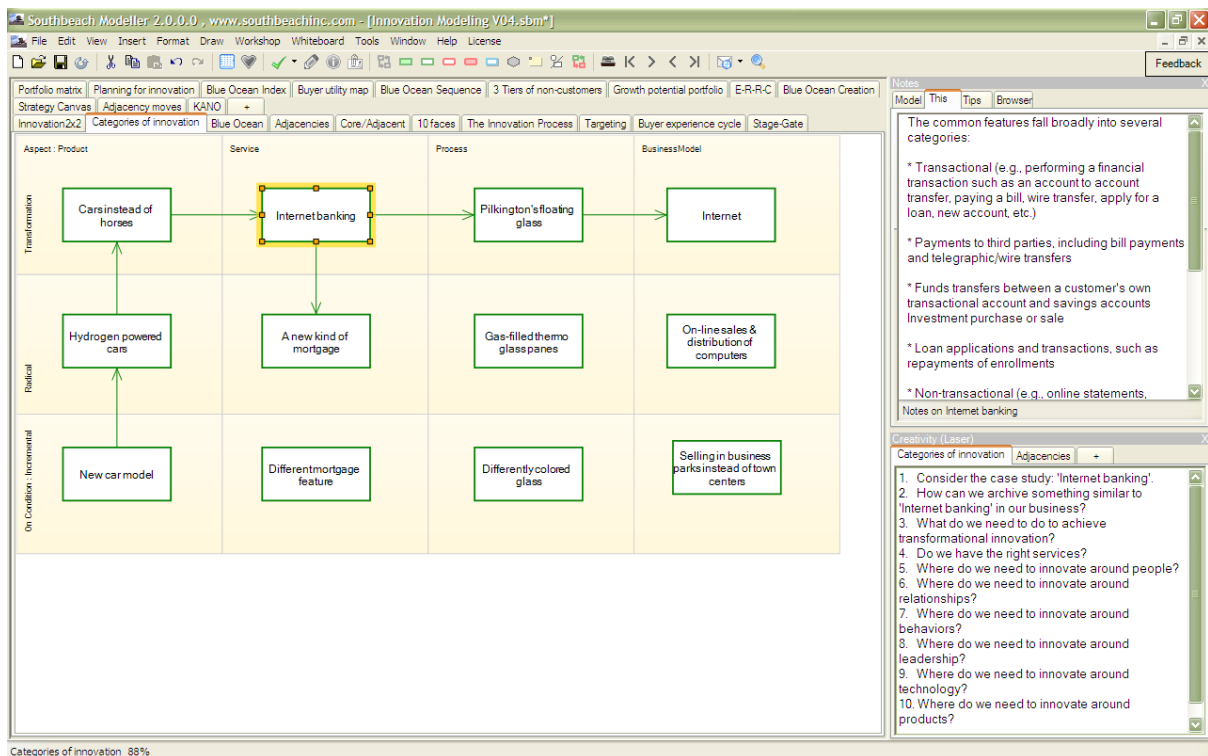 Southbeach Modeller 2.0.0.0 , www.southbeachinc.com - [Innovation Modeling V04.sbm*]
File Edit View Insert Format Draw Workshop Whiteboard Tools Window Help License
Feedback
Portfolio matrix Planning for innovation Blue Ocean Index Buyer utility map Blue Ocean Sequence 3 Tiers of non-customers Growth potential portfolio E-R-R-C Blue Ocean Creation
Strategy Canvas Adjacency moves KANO +
Innovation2x2 Categories of innovation Blue Ocean Adjacencies Core/Adjacent 10 faces The Innovation Process Targeting Buyer experience cycle Stage-Gate
Aspect : Product Service Process BusinessModel
Transformation
Cars instead of
horses
Internet banking
Pilkington's floating
glass
Internet
Radical
Hydrogen powered
cars
A new kind of
mortgage
Gas-filled thermo
glass panes
On-line sales &
distribution of
computers
On Condition : Incremental
New car model
Different mortgage
feature
Differently colored
glass
Selling in business
parks instead of town
centers
Notes
Model This Tips Browser
The common features fall broadly into several
categories:
* Transactional (e.g., performing a financial
transaction such as an account to account
transfer, paying a bill, wire transfer, apply for a
loan, new account, etc.)
* Payments to third parties, including bill payments
and telegraphic/wire transfers
* Funds transfers between a customer's own
transactional account and savings accounts
Investment purchase or sale
* Loan applications and transactions, such as
repayments of enrollments
* Non-transactional (e.g., online statements,
Notes on Internet banking
Creativity (Laser)
Categories of innovation Adjacencies +
1. Consider the case study: 'Internet banking'.
2. How can we archive something similar to
'Internet banking' in our business?
3. What do we need to do to achieve
transformational innovation?
4. Do we have the right services?
5. Where do we need to innovate around people?
6. Where do we need to innovate around
relationships?
7. Where do we need to innovate around
behaviors?
8. Where do we need to innovate around
leadership?
9. Where do we need to innovate around
technology?
10. Where do we need to innovate around
products?
Categories of innovation 88%